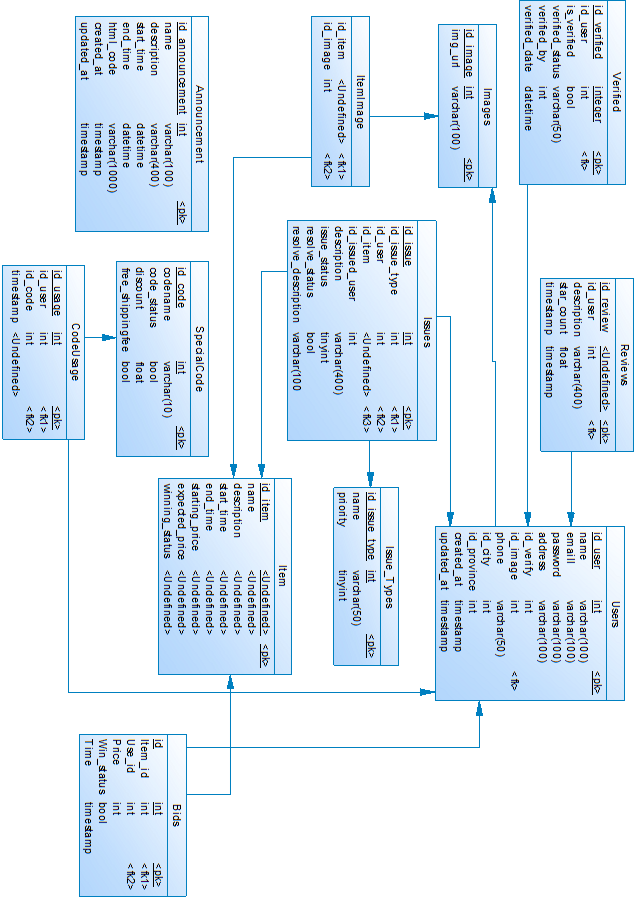 Verified
id_verified integer <pk>
id_user int <fk>
is_verified bool
verified_status varchar(50)
verified_by int
verified_date datetime
Reviews
id_review <Undefined> <pk>
id_user int <fk>
description varchar(400)
star_count float
timestamp timestamp
Users
id_user int <pk>
name varchar(100)
emaill varchar(100)
password varchar(100)
address varchar(100)
id_verify int
id_image int <fk>
phone varchar(50)
id_city int
id_province int
created_at timestamp
updated_at timestamp
Images
id_image int <pk>
img_url varchar(100)
Issues
id_issue int <pk>
id_issue_type int <fk1>
id_user int <fk2>
id_item <Undefined> <fk3>
id_issued_user int
description varchar(400)
issue_status tinyint
resolve_status bool
resolve_description varchar(100
Issue_Types
id_issue_type int <pk>
name varchar(50)
priority tinyint
ItemImage
id_item <Undefined> <fk1>
id_image int <fk2>
Item
id_item <Undefined> <pk>
name <Undefined>
description <Undefined>
start_time <Undefined>
end_time <Undefined>
starting_price <Undefined>
expected_price <Undefined>
winning_status <Undefined>
Announcement
id_announcement int <pk>
name varchar(100)
description varchar(400)
start_time datetime
end_time datetime
html_code varchar(1000)
created_at timestamp
updated_at timestamp
SpecialCode
id_code int <pk>
codename varchar(10)
code_status bool
discount float
free_shippingfee bool
Bids
id int <pk>
Item_id int <fk1>
Use_id int <fk2>
Price int
Win_status bool
Time timestamp
CodeUsage
id_usage int <pk>
id_user int <fk1>
id_code int <fk2>
timestamp <Undefined>